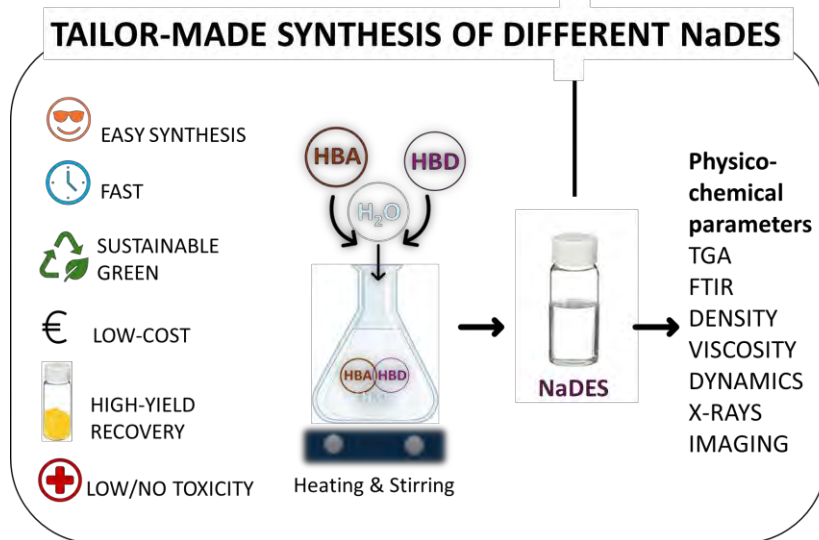 TAILOR-MADE SYNTHESIS OF DIFFERENT NaDES
EASY SYNTHESIS
FAST
SUSTAINABLE
GREEN
€ LOW-COST
HIGH-YIELD
RECOVERY
LOW/NO TOXICITY
HBA
HBD
H₂O
HBA HBD
H₂O
Heating & Stirring
NaDES
Physico-
chemical
parameters
TGA
FTIR
DENSITY
VISCOSITY
DYNAMICS
X-RAYS
IMAGING